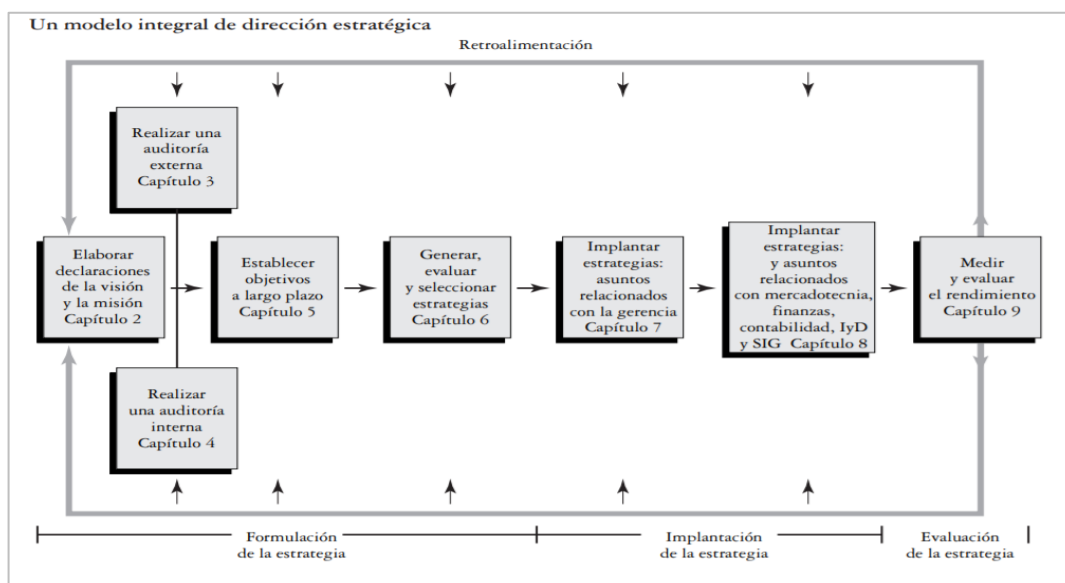 Un modelo integral de dirección estratégica
Retroalimentación
Realizar una
auditoría
externa
Capítulo 3
Elaborar
declaraciones
de la visión
y la misión
Capítulo 2
Establecer
objetivos
a largo plazo
Capítulo 5
Generar,
evaluar
y seleccionar
estrategias
Capítulo 6
Implantar
estrategias:
asuntos
relacionados
con la gerencia
Capítulo 7
Implantar
estrategias:
y asuntos
relacionados
con mercadotecnia,
finanzas,
contabilidad, IyD
y SIG Capítulo 8
Medir
y evaluar
el rendimiento
Capítulo 9
Realizar
una auditoría
interna
Capítulo 4
Formulación
de la estrategia
Implantación
de la estrategia
Evaluación
de la estrategia